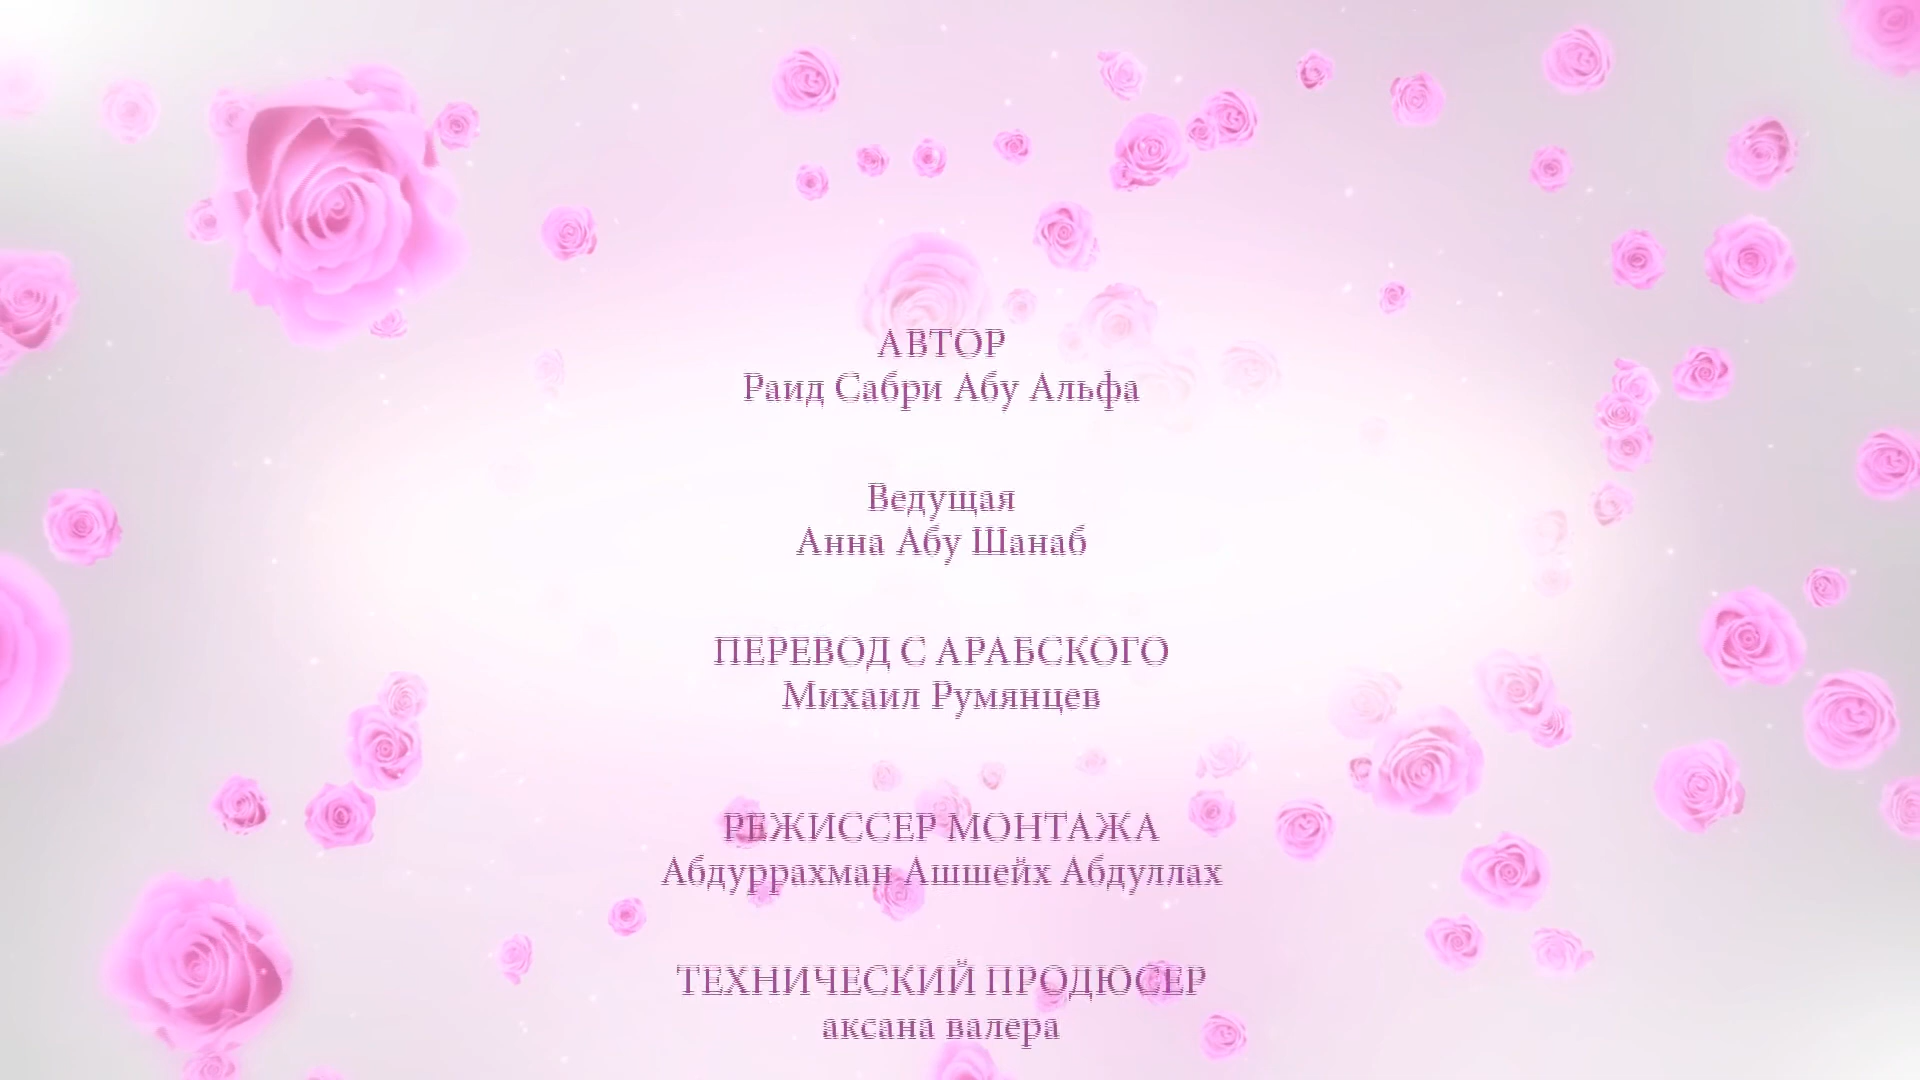 АВТОР
Раид Сабри Абу Альфа
Ведущая
Анна Абу Шанаб
ПЕРЕВОД С АРАБСКОГО
Михаил Румянцев
РЕЖИССЕР МОНТАЖА
Абдуррахман Ашшейх Абдуллах
ТЕХНИЧЕСКИЙ ПРОДЮСЕР
аксана валера